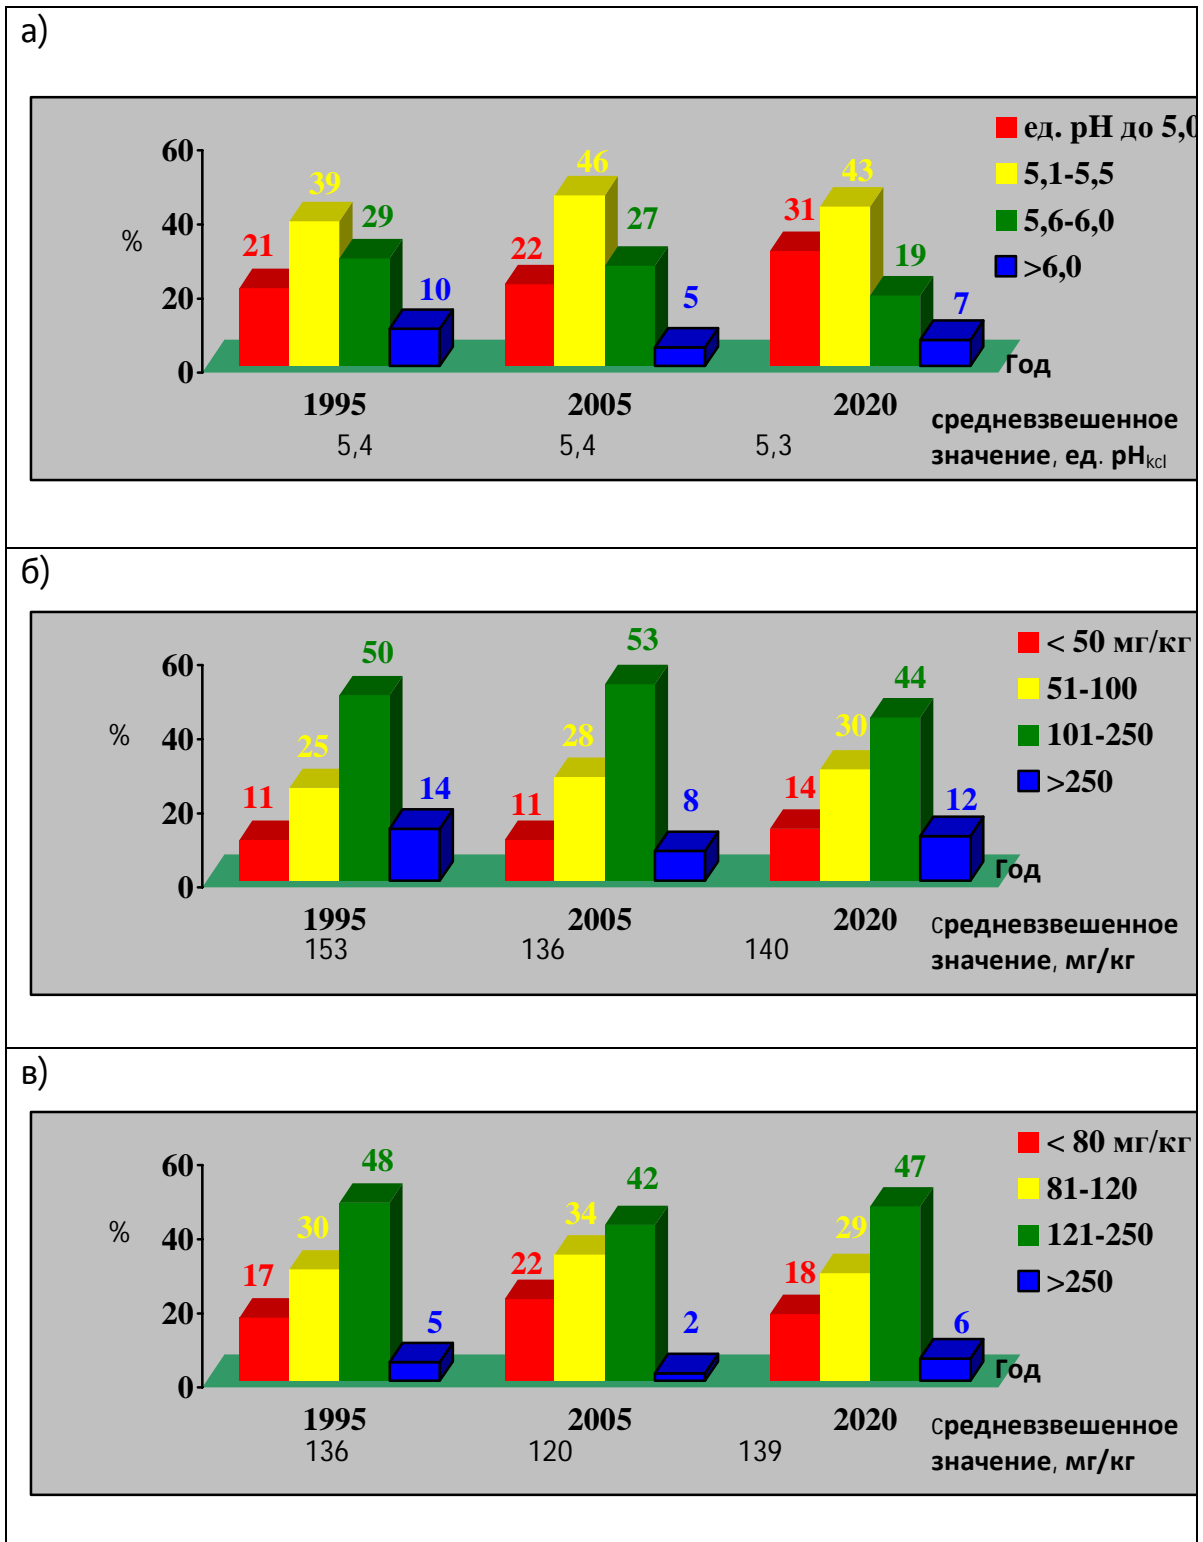 а)
ед. рН до 5,0
5,1-5,5
5,6-6,0
>6,0
60
40
20
0
%
21 39 29 10
22 46 27 5
31 43 19 7
Год
1995 2005 2020
5,4 5,4 5,3
средневзвешенное
значение, ед. рНkcl
б)
< 50 мг/кг
51-100
101-250
>250
60
40
20
0
%
11 25 50 14
11 28 53 8
14 30 44 12
Год
1995 2005 2020
153 136 140
средневзвешенное
значение, мг/кг
в)
< 80 мг/кг
81-120
121-250
>250
60
40
20
0
%
17 30 48 5
22 34 42 2
18 29 47 6
Год
1995 2005 2020
136 120 139
средневзвешенное
значение, мг/кг